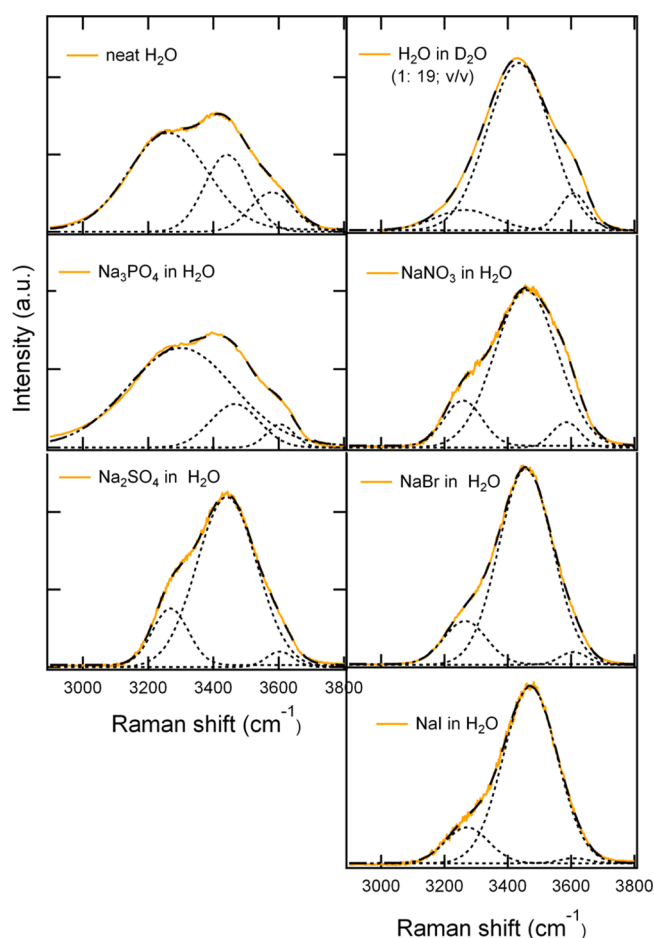 neat H₂O
H₂O in D₂O
(1: 19; v/v)
Na₃PO₄ in H₂O
NaNO₃ in H₂O
Intensity (a.u.)
Na₂SO₄ in H₂O
NaBr in H₂O
3000 3200 3400 3600 3800
Raman shift (cm⁻¹)
NaI in H₂O
3000 3200 3400 3600 3800
Raman shift (cm⁻¹)